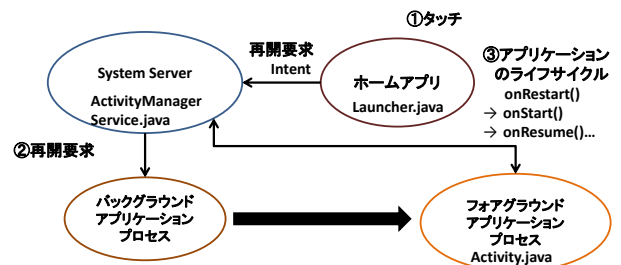 ①タッチ
再開要求
Intent
System Server
ActivityManager
Service.java
ホームアプリ
Launcher.java
③アプリケーション
のライフサイクル
onRestart()
→ onStart()
→ onResume()…
②再開要求
バックグラウンド
アプリケーション
プロセス
フォアグラウンド
アプリケーション
プロセス
Activity.java